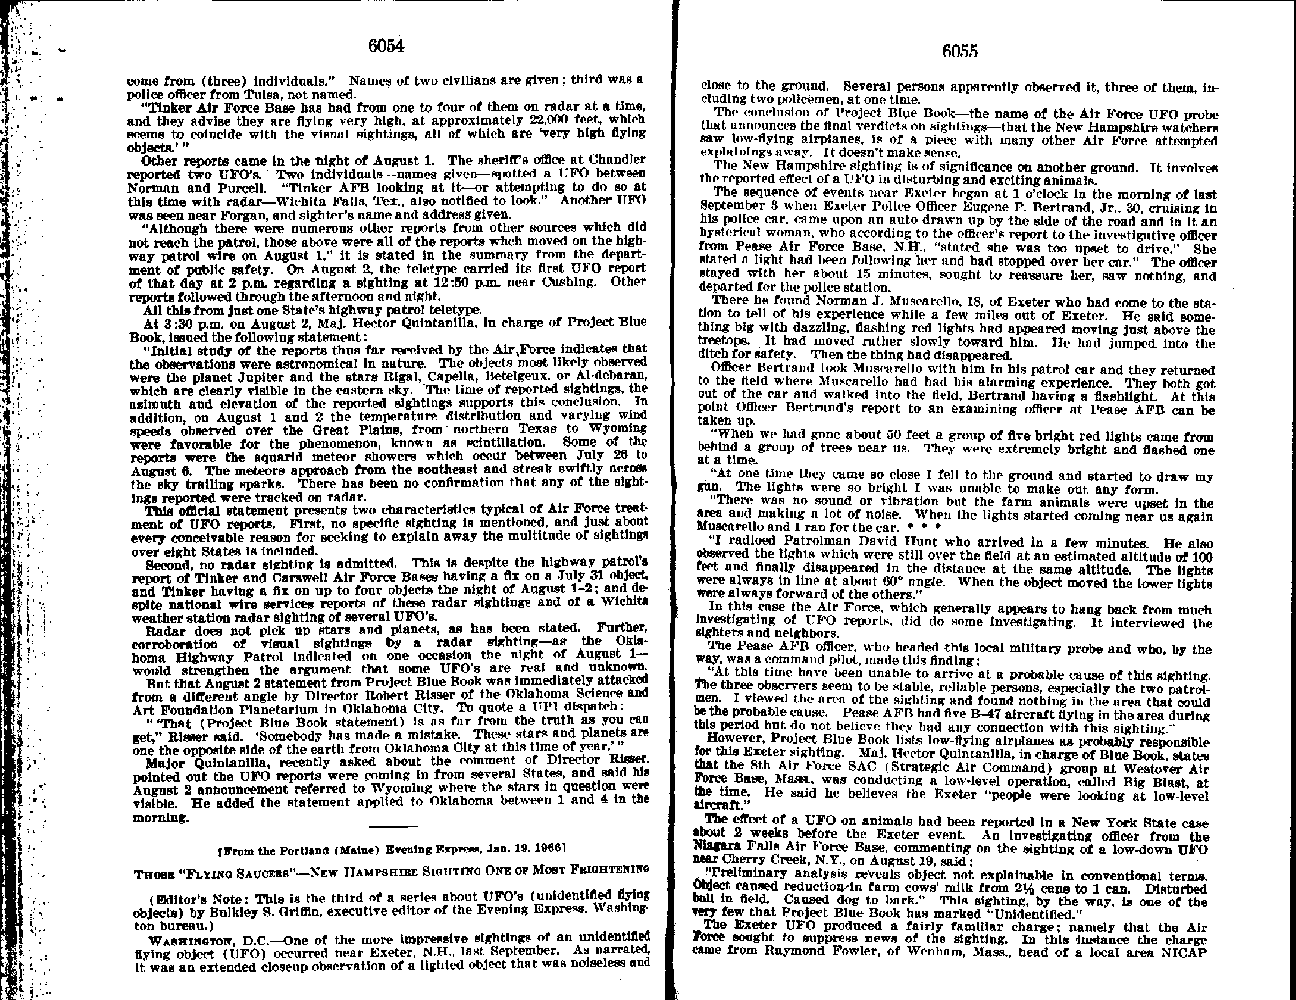 6054
come from (three) individuals." Names of two civilians are given; third was a
police officer from Tulsa, not named.
"Tinker Air Force Base has had from one to four of them on radar at a time,
and they advise they are flying very high, at approximately 22,000 feet, which
seems to coincide with the visual sightings, all of which are 'very high flying
objects.' "
Other reports came in the night of August 1. The sheriff's office at Chandler
reported two UFO's. Two individuals--names given—spotted a UFO between
Norman and Purcell. "Tinker AFB looking at it—or attempting to do so at
this time with radar—Wichita Falls, Tex., also notified to look." Another UFO
was seen near Forgan, and sighter's name and address given.
"Although there were numerous other reports from other sources which did
not reach the patrol, those above were all of the reports which moved on the high-
way patrol wire on August 1," it is stated in the summary from the depart-
ment of public safety. On August 2, the teletype carried its first UFO report
of that day at 2 p.m. regarding a sighting at 12:50 p.m. near Cushing. Other
reports followed through the afternoon and night.
All this from just one State's highway patrol teletype.
At 3:30 p.m. on August 2, Maj. Hector Quintanilla, in charge of Project Blue
Book, issued the following statement:
"Initial study of the reports thus far received by the Air Force indicates that
the observations were astronomical in nature. The objects most likely observed
were the planet Jupiter and the stars Rigal, Capella, Betelgeux, or Al-debaran,
which are clearly visible in the eastern sky. The time of reported sightings, the
azimuth and elevation of the reported sightings supports this conclusion. In
addition, on August 1 and 2 the temperature distribution and varying wind
speeds observed over the Great Plains, from northern Texas to Wyoming
were favorable for the phenomenon, known as scintillation. Some of the
reports were the aquarid meteor showers which occur between July 26 to
August 6. The meteors approach from the southeast and streak swiftly across
the sky trailing sparks. There has been no confirmation that any of the sight-
ings reported were tracked on radar.
This official statement presents two characteristics typical of Air Force treat-
ment of UFO reports. First, no specific sighting is mentioned, and just about
every conceivable reason for seeking to explain away the multitude of sightings
over eight States is included.
Second, no radar sighting is admitted. This is despite the highway patrol's
report of Tinker and Carswell Air Force Bases having a fix on a July 31 object,
and Tinker having a fix on up to four objects the night of August 1–2; and de-
spite national wire services reports of these radar sightings and of a Wichita
weather station radar sighting of several UFO's.
Radar does not pick up stars and planets, as has been stated. Further,
corroboration of visual sightings by a radar sighting—as the Okla-
homa Highway Patrol indicated on one occasion the night of August 1—
would strengthen the argument that some UFO's are real and unknown.
But that August 2 statement from Project Blue Book was immediately attacked
from a different angle by Director Robert Risser of the Oklahoma Science and
Art Foundation Planetarium in Oklahoma City. To quote a UPI dispatch:
" 'That (Project Blue Book statement) is as far from the truth as you can
get,' Risser said. 'Somebody has made a mistake. These stars and planets are
one the opposite side of the earth from Oklahoma City at this time of year.' "
Major Quintanilla, recently asked about the comment of Director Risser,
pointed out the UFO reports were coming in from several States, and said his
August 2 announcement referred to Wyoming where the stars in question were
visible. He added the statement applied to Oklahoma between 1 and 4 in the
morning.
[From the Portland (Maine) Evening Express, Jan. 19, 1966]
THOSE "FLYING SAUCERS"—NEW HAMPSHIRE SIGHTING ONE OF MOST FRIGHTENING
(Editor's Note: This is the third of a series about UFO's (unidentified flying
objects) by Bulkley S. Griffin, executive editor of the Evening Express, Washing-
ton bureau.)
WASHINGTON, D.C.—One of the more impressive sightings of an unidentified
flying object (UFO) occurred near Exeter, N.H., last September. As narrated,
it was an extended closeup observation of a lighted object that was noiseless and
6055
close to the ground. Several persons apparently observed it, three of them, in-
cluding two policemen, at one time.
The conclusion of Project Blue Book—the name of the Air Force UFO probe
that announces the final verdicts on sightings—that the New Hampshire watchers
saw low-flying airplanes, is of a piece with many other Air Force attempted
explainings away. It doesn't make sense.
The New Hampshire sighting is of significance on another ground. It involves
the reported effect of a UFO in disturbing and exciting animals.
The sequence of events near Exeter began at 1 o'clock in the morning of last
September 3 when Exeter Police Officer Eugene P. Bertrand, Jr., 30, cruising in
his police car, came upon an auto drawn up by the side of the road and in it an
hysterical woman, who according to the officer's report to the investigative officer
from Pease Air Force Base, N.H., "stated she was too upset to drive." She
stated a light had been following her and had stopped over her car." The officer
stayed with her about 15 minutes, sought to reassure her, saw nothing, and
departed for the police station.
There he found Norman J. Muscarello, 18, of Exeter who had come to the sta-
tion to tell of his experience while a few miles out of Exeter. He said some-
thing big with dazzling, flashing red lights had appeared moving just above the
treetops. It had moved rather slowly toward him. He had jumped into the
ditch for safety. Then the thing had disappeared.
Officer Bertrand took Muscarello with him in his patrol car and they returned
to the field where Muscarello had had his alarming experience. They both got
out of the car and walked into the field, Bertrand having a flashlight. At this
point Officer Bertrand's report to an examining officer at Pease AFB can be
taken up.
"When we had gone about 50 feet a group of five bright red lights came from
behind a group of trees near us. They were extremely bright and flashed one
at a time.
"At one time they came so close I fell to the ground and started to draw my
gun. The lights were so bright I was unable to make out any form.
"There was no sound or vibration but the farm animals were upset in the
area and making a lot of noise. When the lights started coming near us again
Muscarello and I ran for the car. * * *
"I radioed Patrolman David Hunt who arrived in a few minutes. He also
observed the lights which were still over the field at an estimated altitude of 100
feet and finally disappeared in the distance at the same altitude. The lights
were always in line at about 60° angle. When the object moved the lower lights
were always forward of the others."
In this case the Air Force, which generally appears to hang back from much
investigating of UFO reports, did do some investigating. It interviewed the
sighters and neighbors.
The Pease AFB officer, who headed this local military probe and who, by the
way, was a command pilot, made this finding:
"At this time have been unable to arrive at a probable cause of this sighting.
The three observers seem to be stable, reliable persons, especially the two patrol-
men. I viewed the area of the sighting and found nothing in the area that could
be the probable cause. Pease AFB had five B-47 aircraft flying in the area during
this period but do not believe they had any connection with this sighting."
However, Project Blue Book lists low-flying airplanes as probably responsible
for this Exeter sighting. Maj. Hector Quintanilla, in charge of Blue Book, states
that the 8th Air Force SAC (Strategic Air Command) group at Westover Air
Force Base, Mass., was conducting a low-level operation, called Big Blast, at
the time. He said he believes the Exeter "people were looking at low-level
aircraft."
The effect of a UFO on animals had been reported in a New York State case
about 2 weeks before the Exeter event. An investigating officer from the
Niagara Falls Air Force Base, commenting on the sighting of a low-down UFO
near Cherry Creek, N.Y., on August 19, said:
"Preliminary analysis reveals object not explainable in conventional terms.
Object caused reduction in farm cows' milk from 2½ cans to 1 can. Disturbed
bull in field. Caused dog to bark." This sighting, by the way, is one of the
very few that Project Blue Book has marked "Unidentified."
The Exeter UFO produced a fairly familiar charge; namely that the Air
Force sought to suppress news of the sighting. In this instance the charge
came from Raymond Fowler, of Wenham, Mass., head of a local area NICAP